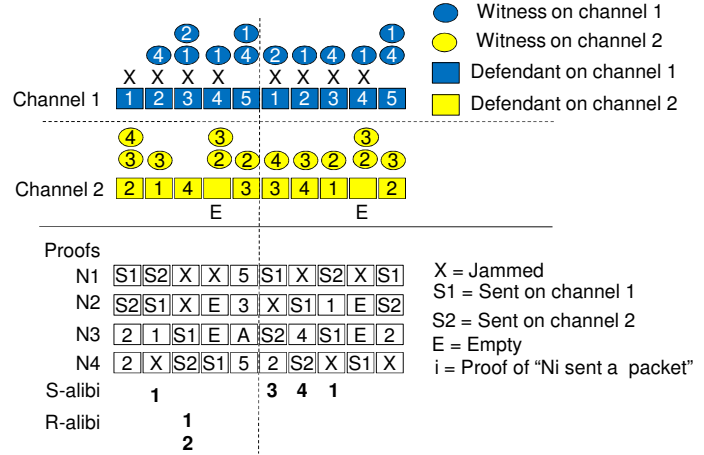 2 1 1
4 1 1 4 2 1 4 1 4
X X X X X X X X
Channel 1 1 2 3 4 5 1 2 3 4 5
Witness on channel 1
Witness on channel 2
Defendant on channel 1
Defendant on channel 2
4 3 3
3 3 2 2 4 3 2 2 3
Channel 2 2 1 4 3 3 4 1 2
E E
Proofs
N1 S1 S2 X X 5 S1 X S2 X S1
N2 S2 S1 X E 3 X S1 1 E S2
N3 2 1 S1 E A S2 4 S1 E 2
N4 2 X S2 S1 5 2 S2 X S1 X
S-alibi 1 3 4 1
R-alibi 1
2
X = Jammed
S1 = Sent on channel 1
S2 = Sent on channel 2
E = Empty
i = Proof of “Ni sent a packet”